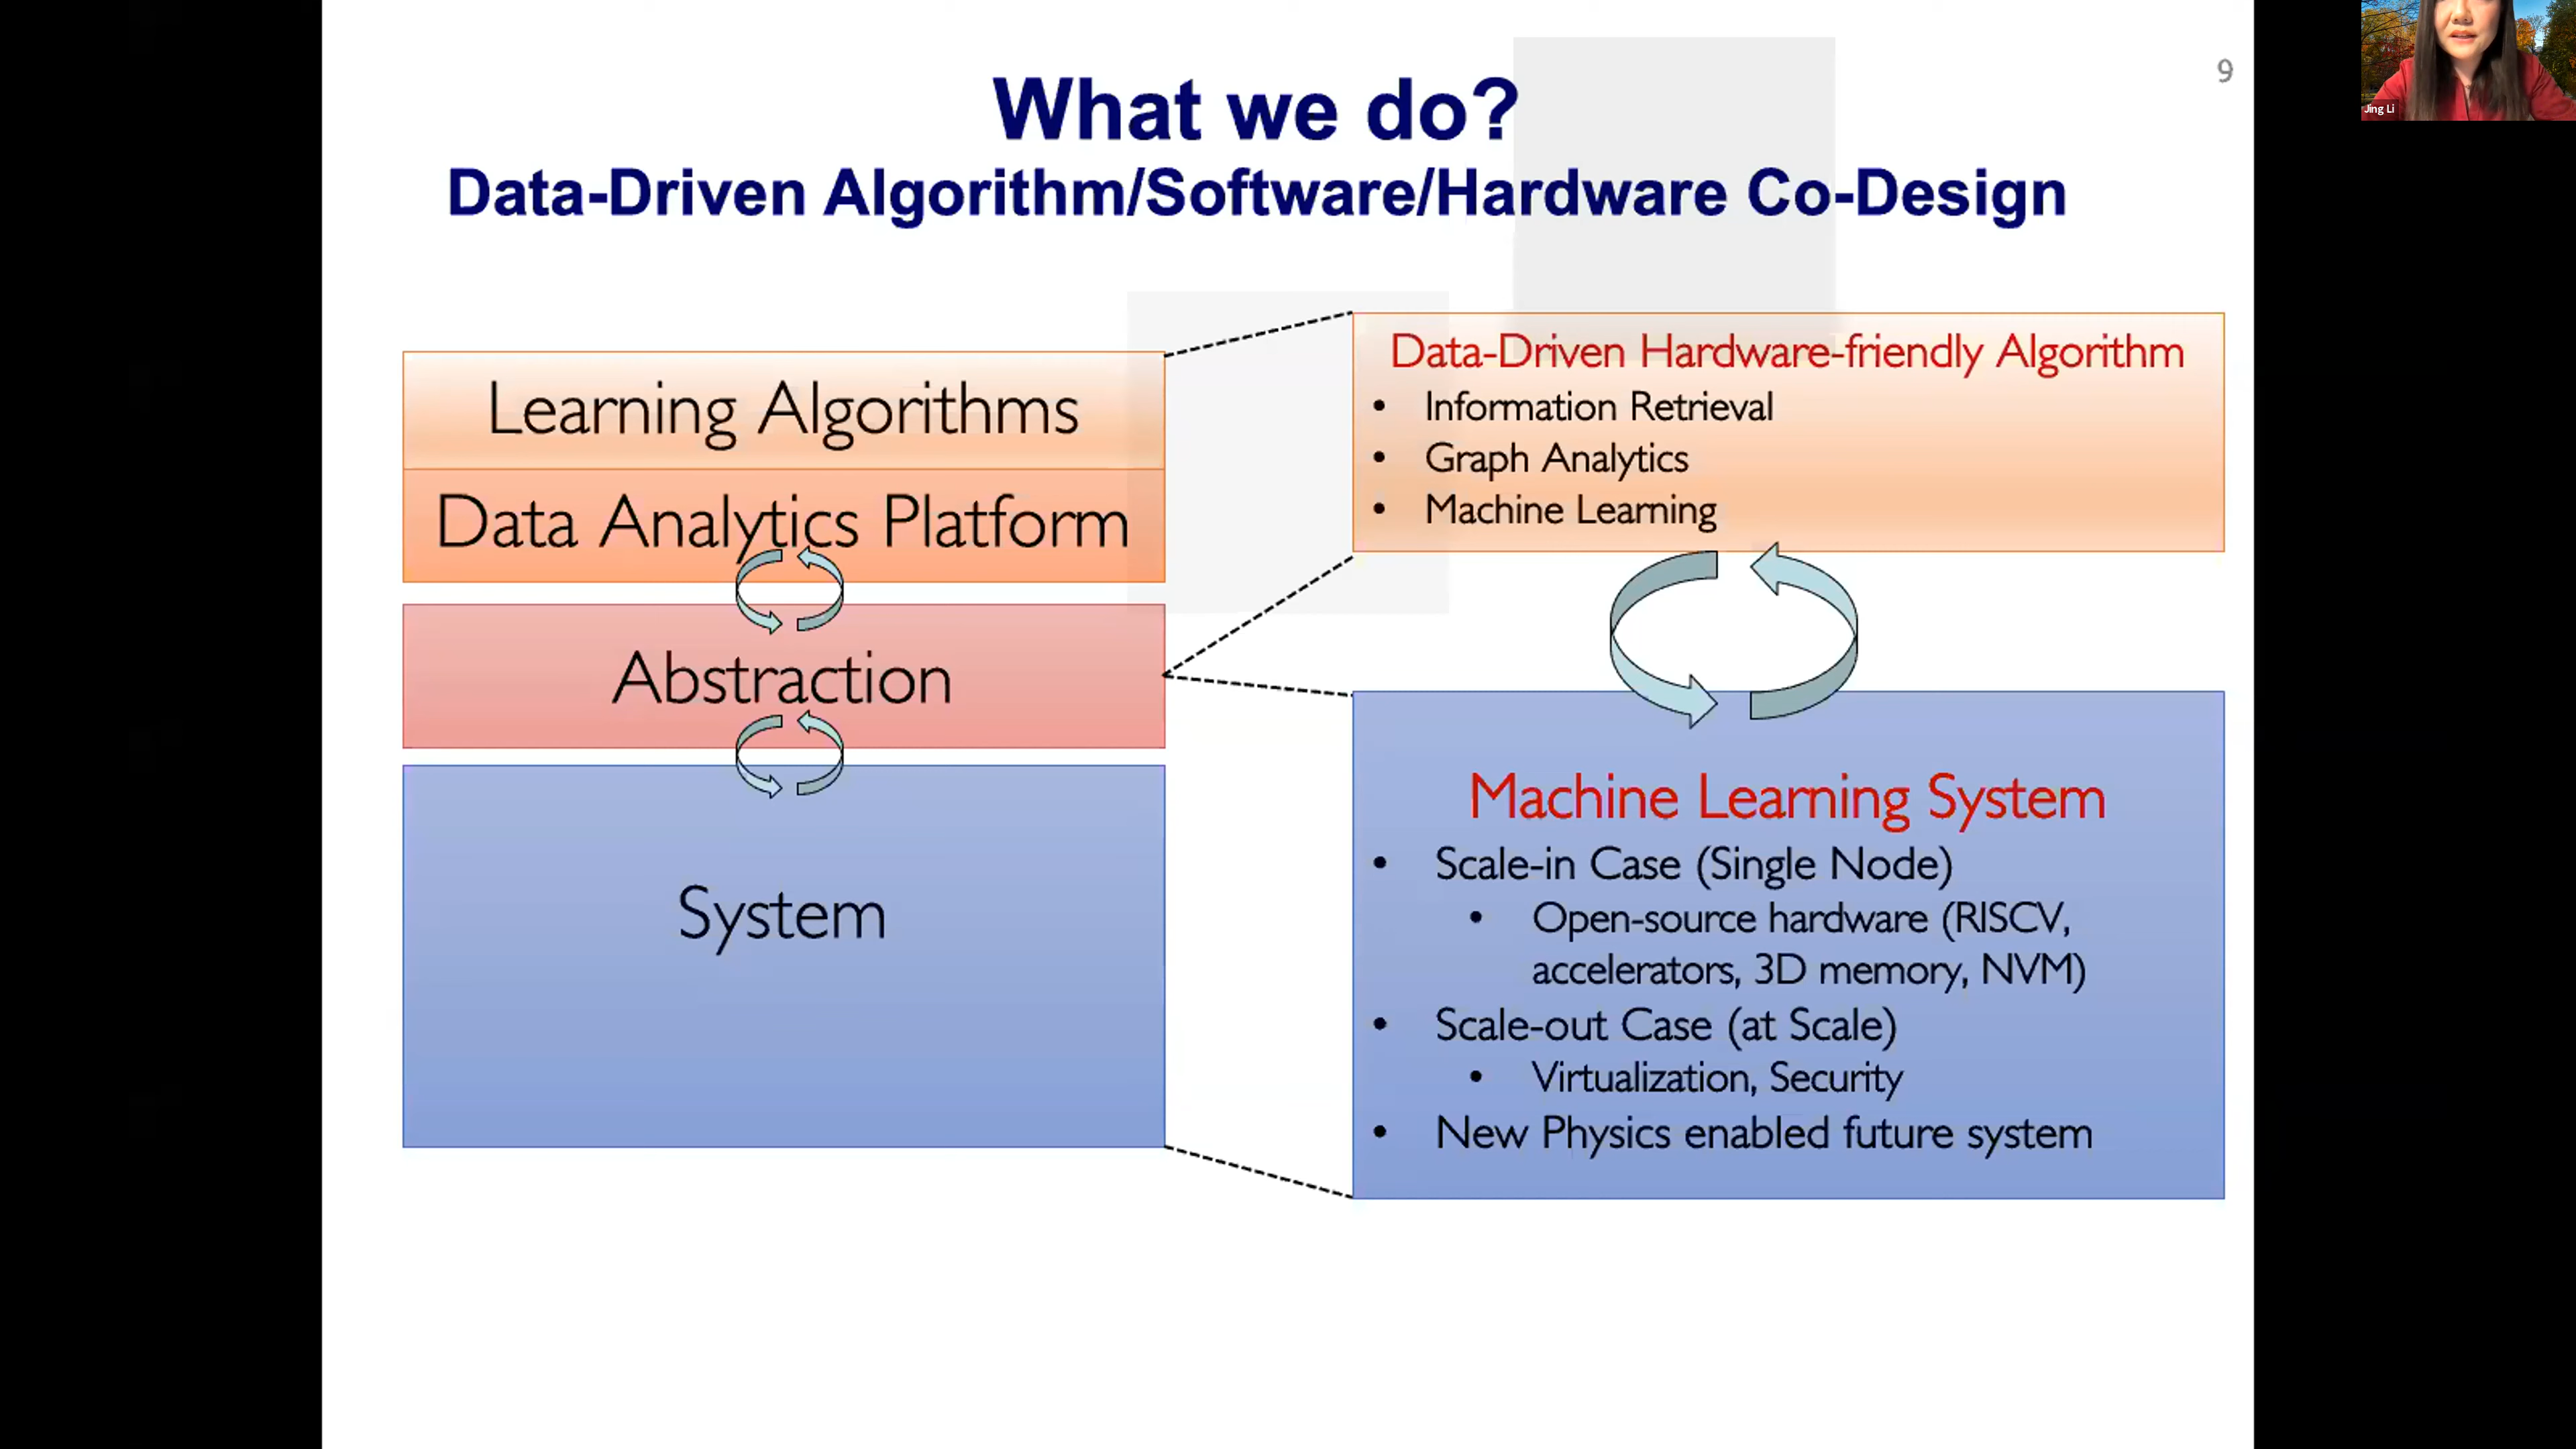 What we do?
Data-Driven Algorithm/Software/Hardware Co-Design
9
Jing Li
Learning Algorithms
Data Analytics Platform
Abstraction
System
Data-Driven Hardware-friendly Algorithm
• Information Retrieval
• Graph Analytics
• Machine Learning
Machine Learning System
• Scale-in Case (Single Node)
• Open-source hardware (RISCV,
accelerators, 3D memory, NVM)
• Scale-out Case (at Scale)
• Virtualization, Security
• New Physics enabled future system